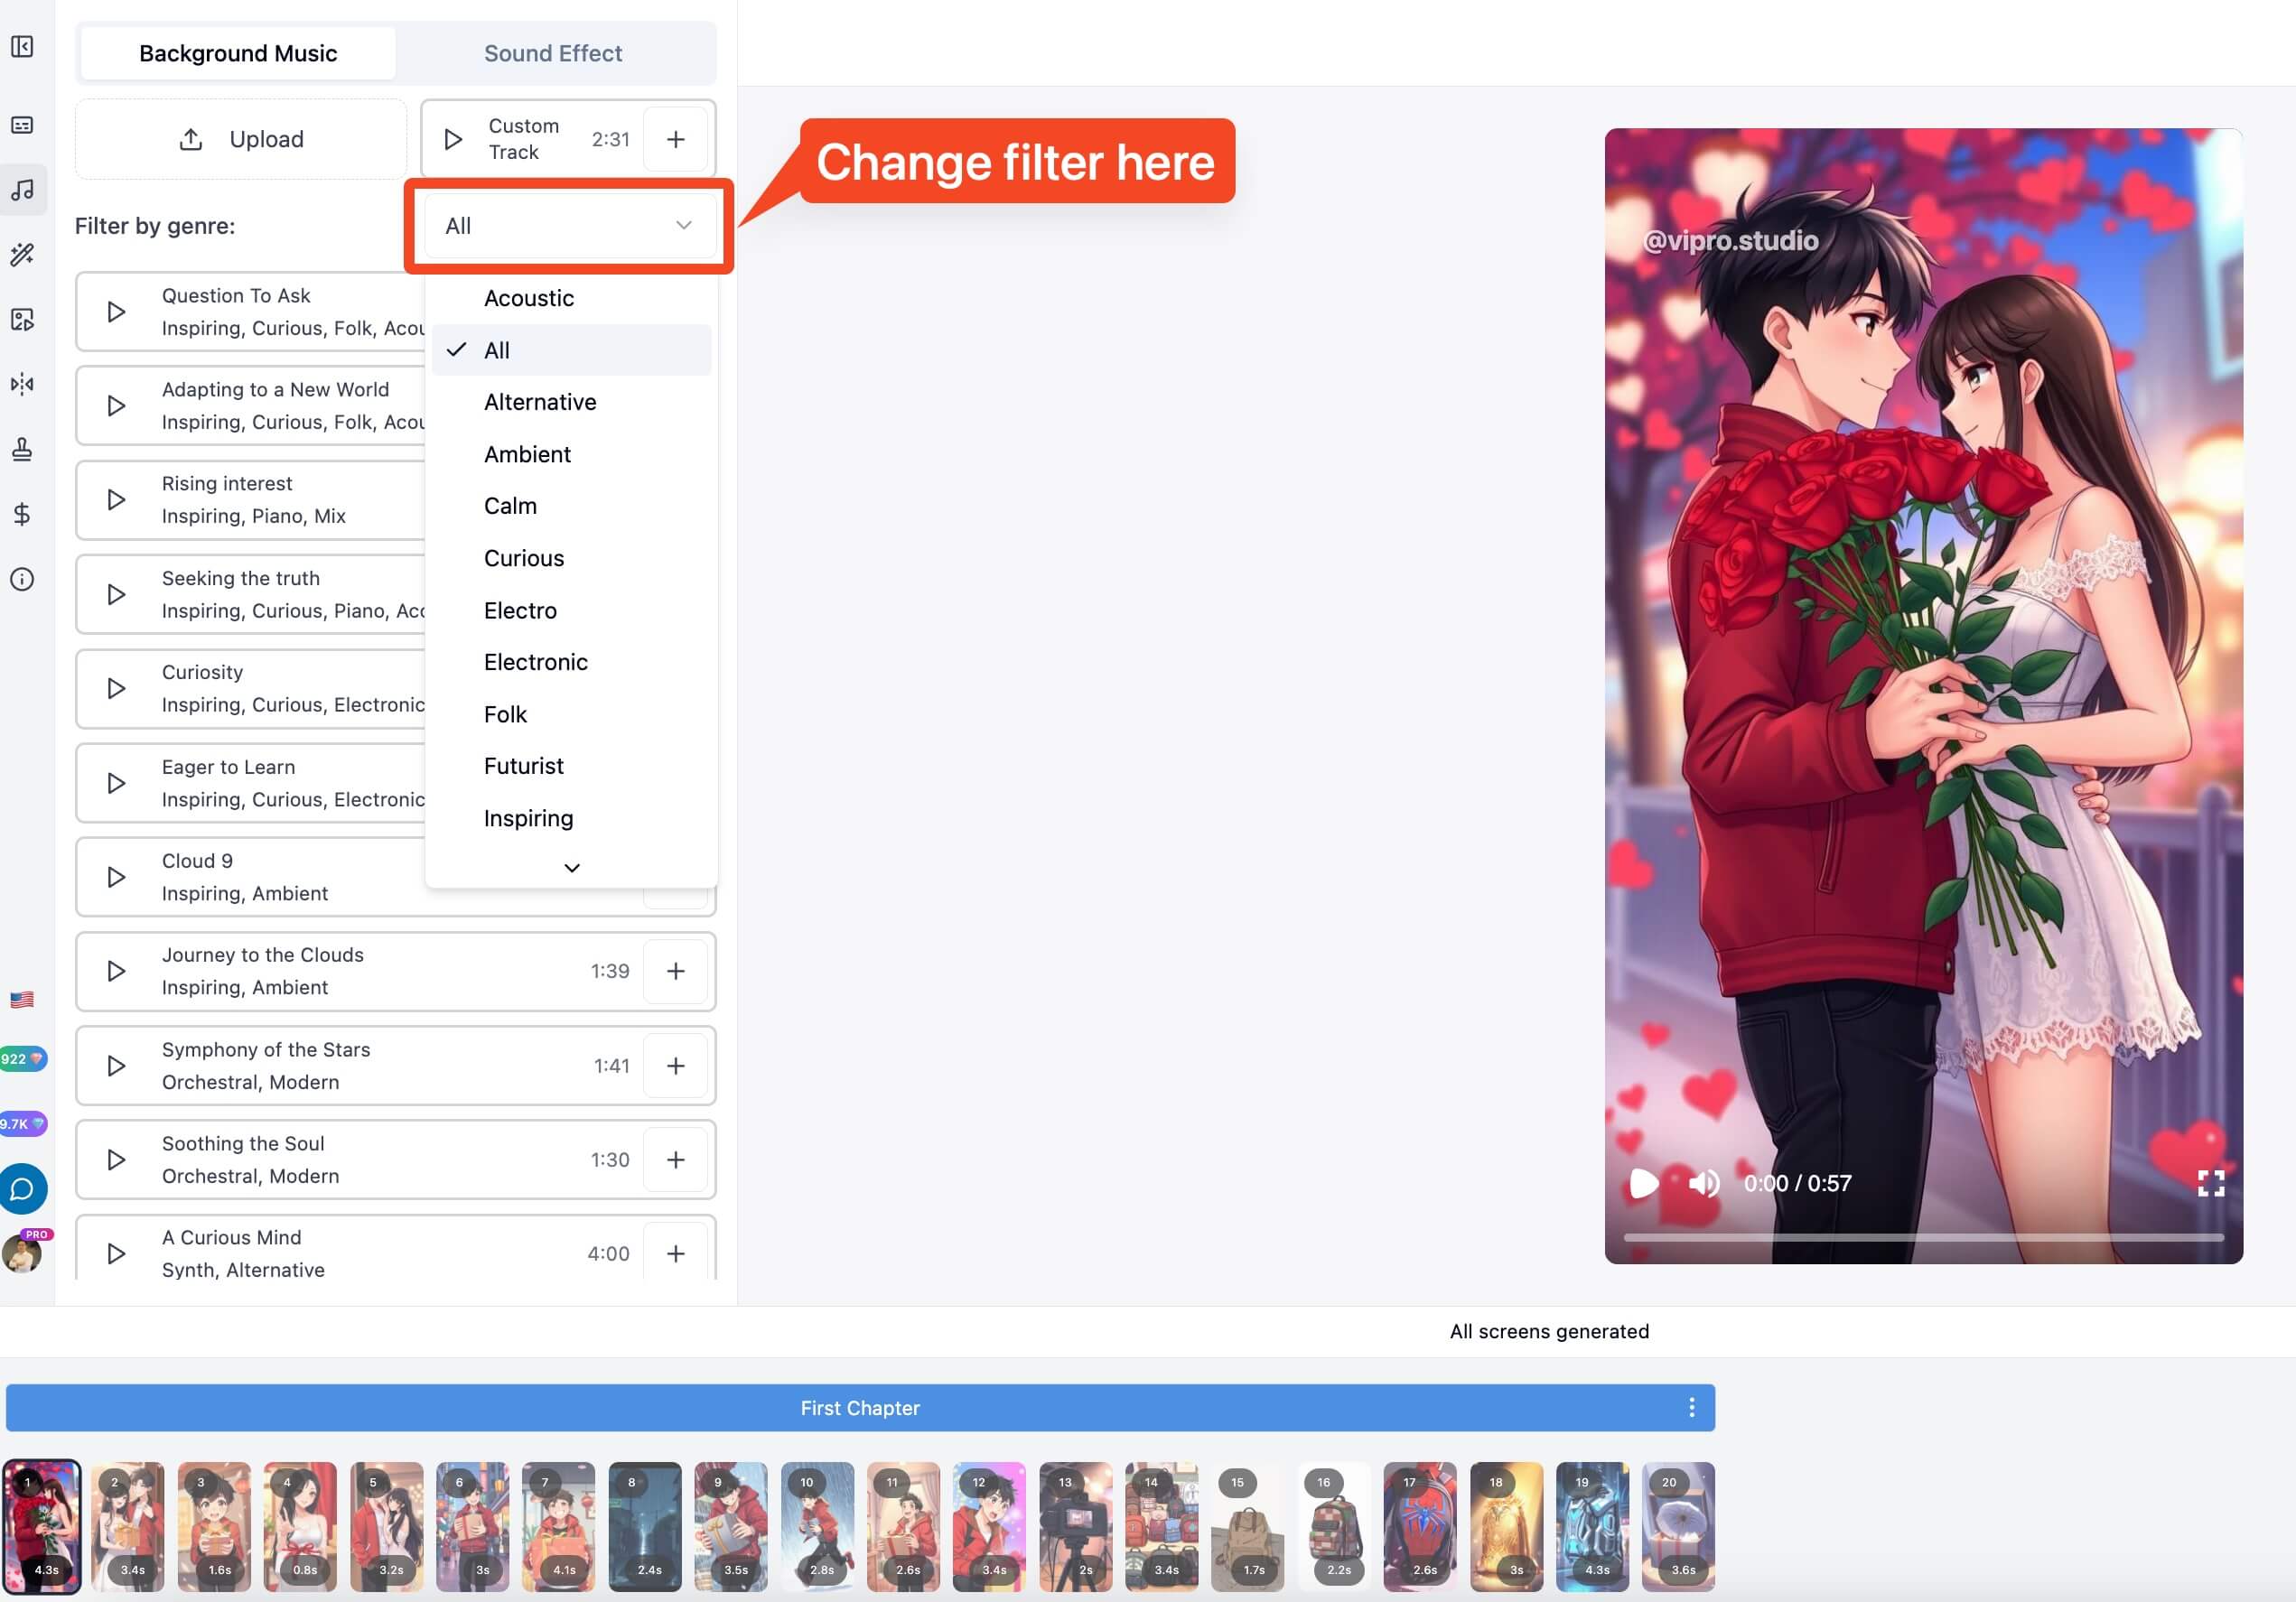 Background Music
Sound Effect
Upload
Custom Track
2:31
Change filter here
Filter by genre:
All
Question To Ask
Inspiring, Curious, Folk,
Adapting to a New World
Inspiring, Curious, Folk,
Rising interest
Inspiring, Piano, Mix
Seeking the truth
Inspiring, Curious, Piano,
Curiosity
Inspiring, Curious, Electronic
Eager to Learn
Inspiring, Curious, Electronic
Cloud 9
Inspiring, Ambient
Journey to the Clouds
Inspiring, Ambient
1:39
Symphony of the Stars
Orchestral, Modern
1:41
Soothing the Soul
Orchestral, Modern
1:30
A Curious Mind
Synth, Alternative
4:00
Acoustic
All
Alternative
Ambient
Calm
Curious
Electro
Electronic
Folk
Futurist
Inspiring
922
9.7K
PRO
@vipro.studio
0:00 / 0:57
All screens generated
First Chapter
1
4.3s
2
3.4s
3
1.6s
4
0.8s
5
3.2s
6
3s
7
4.1s
8
2.4s
9
3.5s
10
2.8s
11
2.6s
12
3.4s
13
2s
14
3.4s
15
1.7s
16
2.2s
17
2.6s
18
3s
19
4.3s
20
3.6s